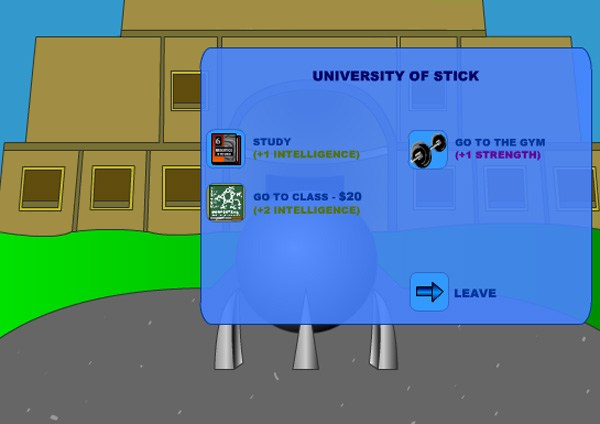 UNIVERSITY OF STICK
STUDY
(+1 INTELLIGENCE)
GO TO THE GYM
(+1 STRENGTH)
GO TO CLASS - $20
(+2 INTELLIGENCE)
LEAVE
6